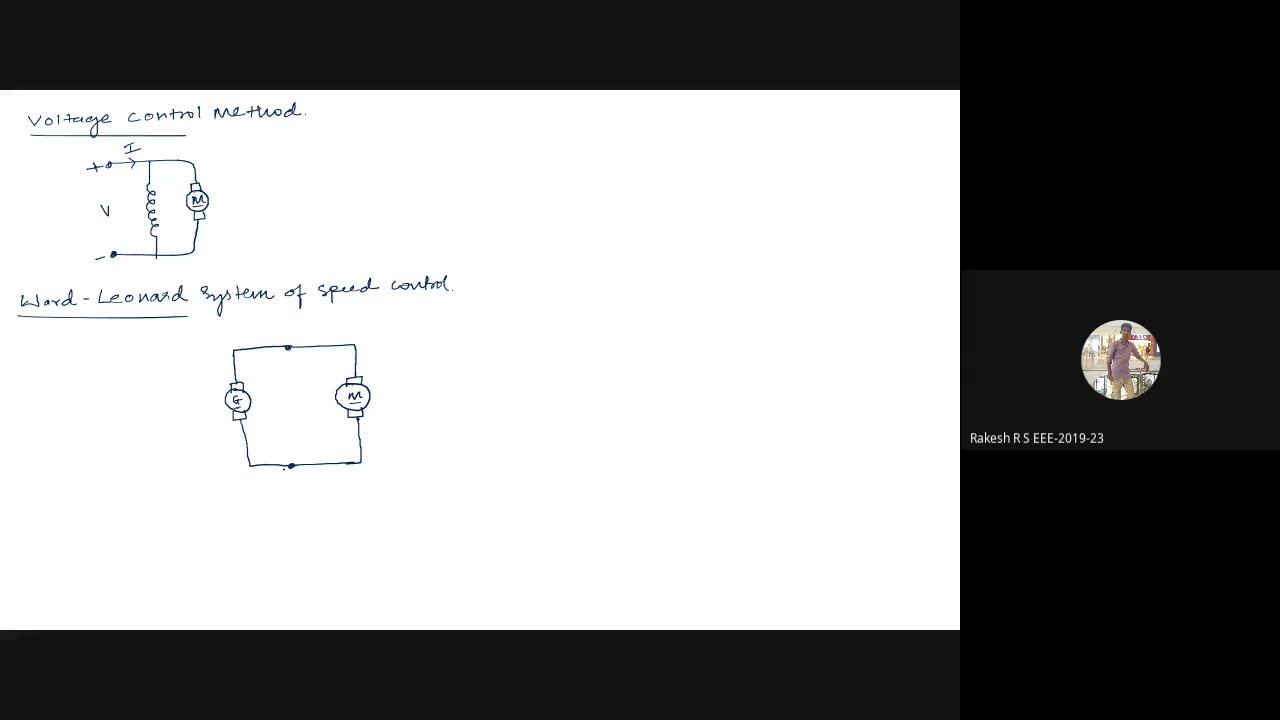 Voltage control Method.
I
+
M
V
-
Ward-Leonard system of speed control.
G
M
Rakesh R S EEE-2019-23